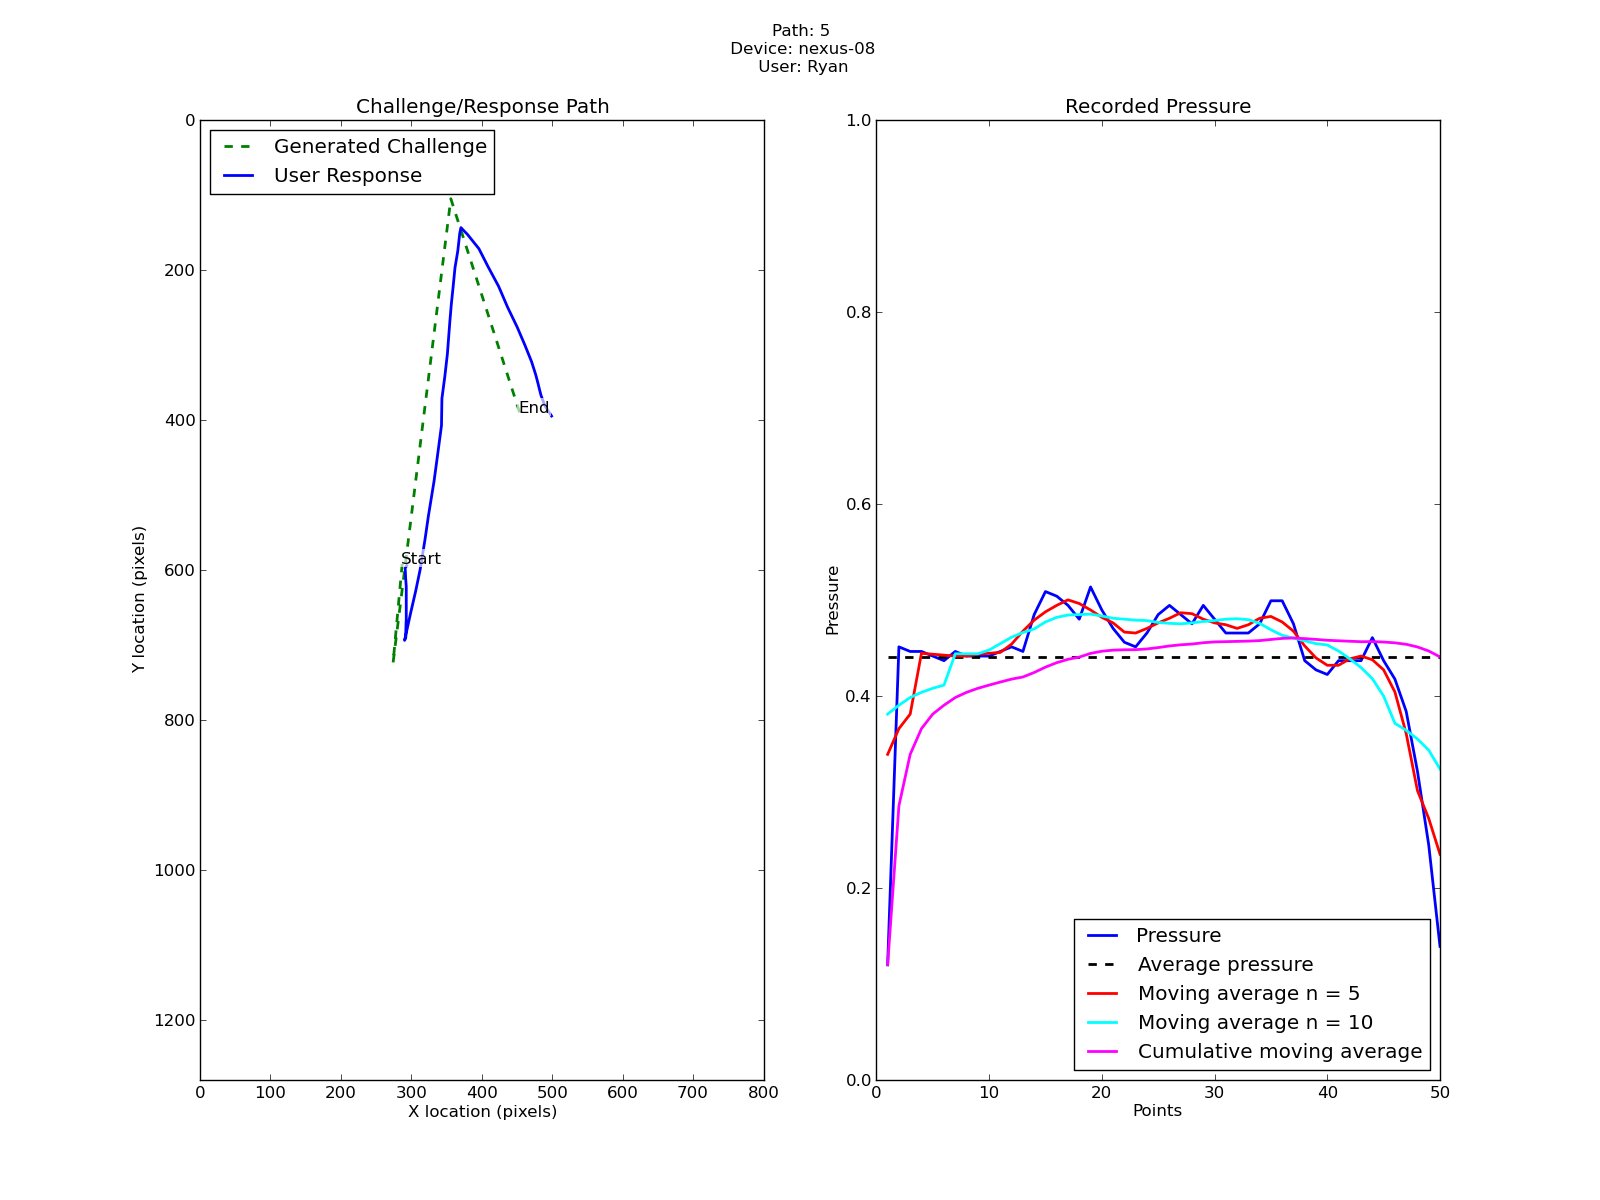 Path: 5
Device: nexus-08
User: Ryan
Challenge/Response Path
0
200
400
600
800
1000
1200
Y location (pixels)
Generated Challenge
User Response
End
Start
0 100 200 300 400 500 600 700 800
X location (pixels)
Recorded Pressure
1.0
0.8
0.6
0.4
0.2
0.0
Pressure
Pressure
Average pressure
Moving average n = 5
Moving average n = 10
Cumulative moving average
0 10 20 30 40 50
Points